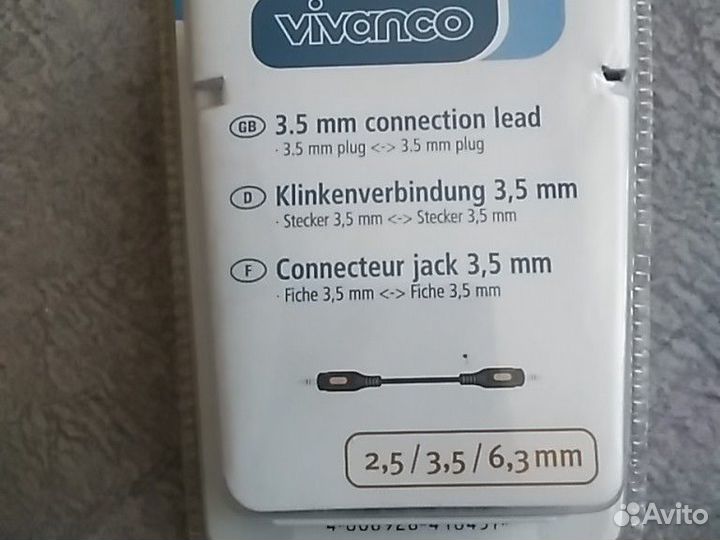 vivanco
GB 3.5 mm connection lead
· 3.5 mm plug <-> 3.5 mm plug
D Klinkenverbindung 3,5 mm
· Stecker 3,5 mm <-> Stecker 3,5 mm
F Connecteur jack 3,5 mm
· Fiche 3,5 mm <-> Fiche 3,5 mm
2,5 / 3,5 / 6,3 mm
Avito